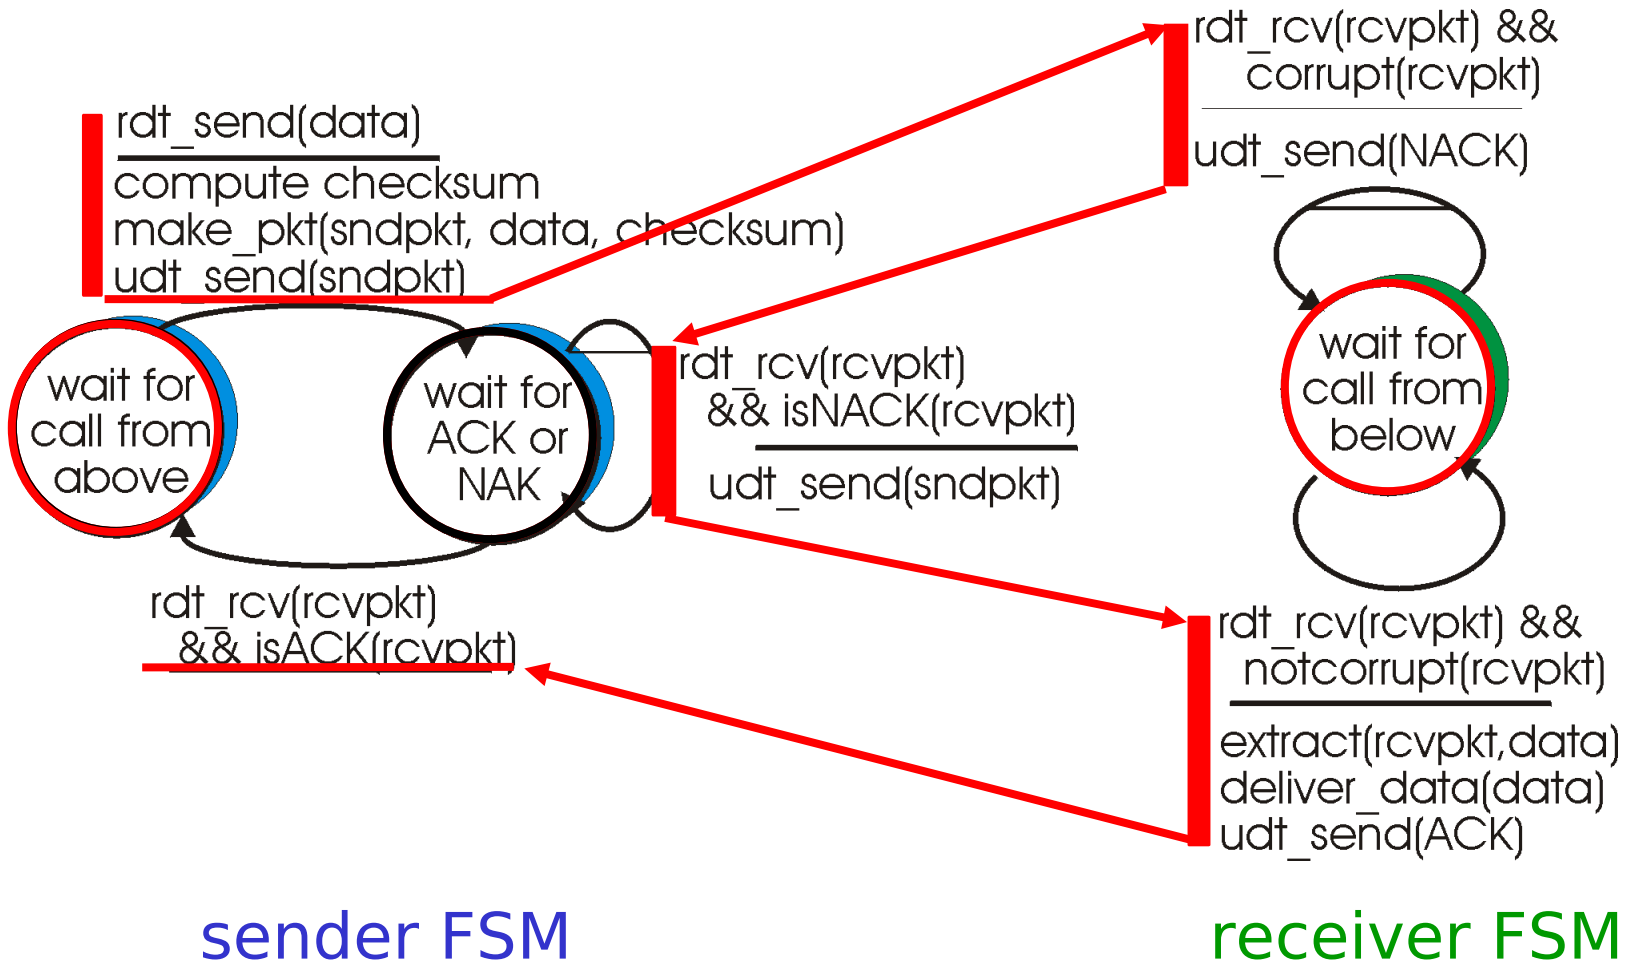 rdt_send(data)
compute checksum
make_pkt(sndpkt, data, checksum)
udt_send(sndpkt)
wait for
call from
above
wait for
ACK or
NAK
rdt_rcv(rcvpkt)
&& isNACK(rcvpkt)
udt_send(sndpkt)
rdt_rcv(rcvpkt)
&& isACK(rcvpkt)
sender FSM
rdt_rcv(rcvpkt) &&
corrupt(rcvpkt)
udt_send(NACK)
wait for
call from
below
rdt_rcv(rcvpkt) &&
notcorrupt(rcvpkt)
extract(rcvpkt,data)
deliver_data(data)
udt_send(ACK)
receiver FSM